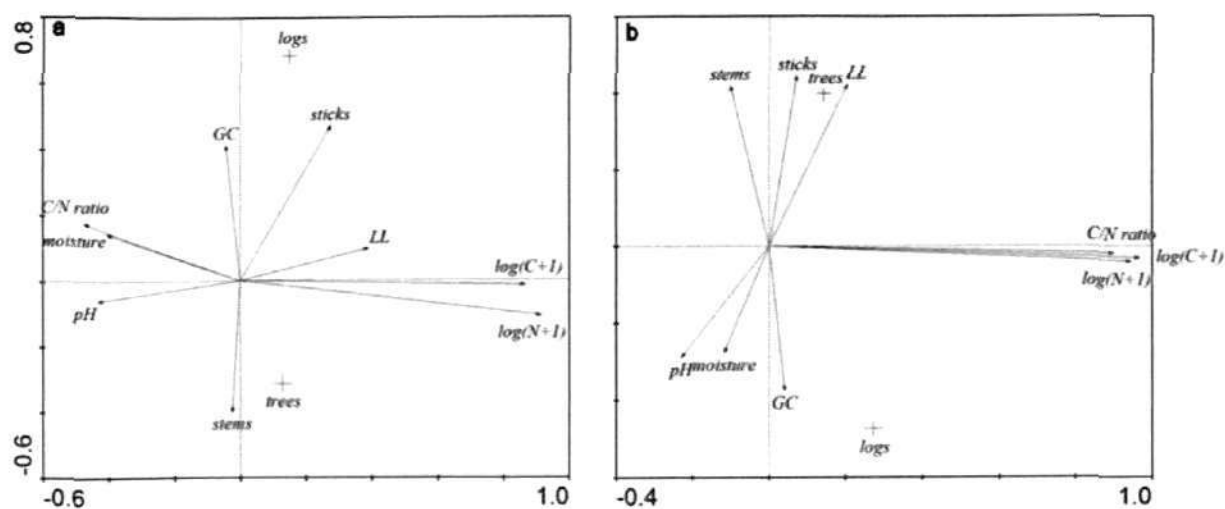 a
0.8
logs
sticks
GC
C/N ratio
moisture
LL
log(C+1)
pH
log(N+1)
trees
stems
-0.6
-0.6
1.0
b
sticks
stems
trees
LL
C/N ratio
log(C+1)
log(N+1)
pH
moisture
GC
logs
-0.4
1.0